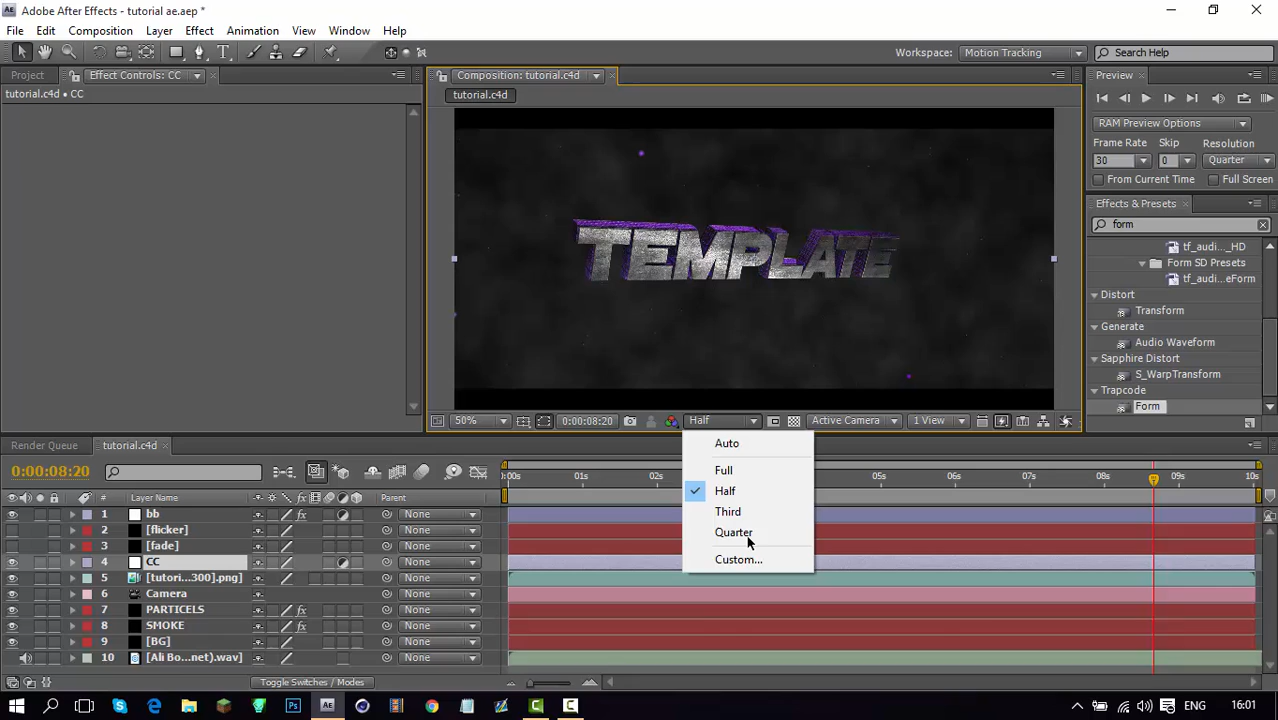 Adobe After Effects - tutorial ae.aep *
File Edit Composition Layer Effect Animation View Window Help
Workspace: Motion Tracking Search Help
Project Effect Controls: CC
tutorial.c4d • CC
Composition: tutorial.c4d
tutorial.c4d
TEMPLATE
50% 0:00:08:20 Half Active Camera 1 View
Auto
Full
Half
Third
Quarter
Custom...
Preview
RAM Preview Options
Frame Rate Skip Resolution
30 0 Quarter
From Current Time Full Screen
Effects & Presets
form
tf_audi..._HD
Form SD Presets
tf_audi...eForm
Distort
Transform
Generate
Audio Waveform
Sapphire Distort
S_WarpTransform
Trapcode
Form
Render Queue tutorial.c4d
0:00:08:20
:00s 01s 02s 05s 06s 07s 08s 09s 10s
# Layer Name Parent
1 bb None
2 [flicker] None
3 [fade] None
4 CC None
5 [tutori...300].png None
6 Camera None
7 PARTICELS None
8 SMOKE None
9 [BG] None
10 [Ali Bo...net).wav] None
Toggle Switches / Modes
ENG 16:01